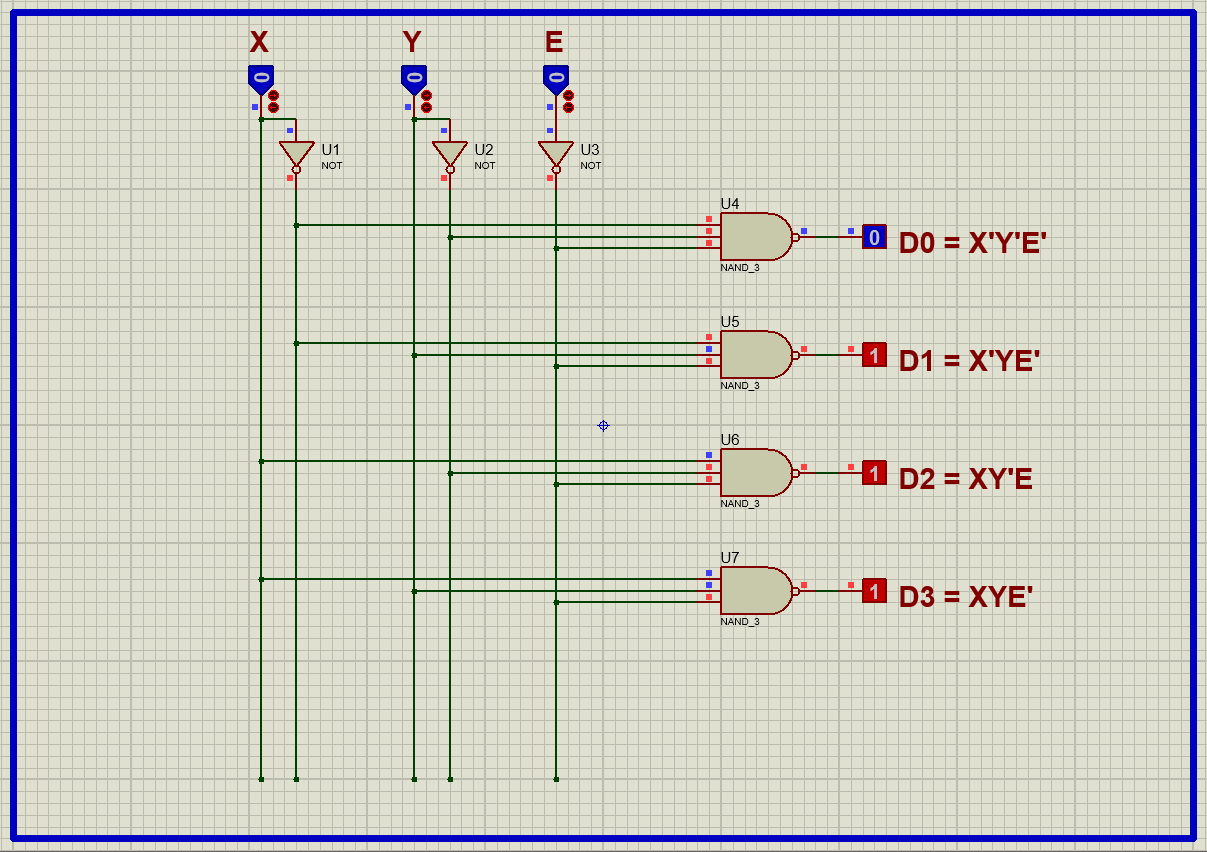 X Y E
0 0 0
U1 U2 U3
NOT NOT NOT
U4
0 D0 = X'Y'E'
NAND_3
U5
1 D1 = X'YE'
NAND_3
U6
1 D2 = XY'E
NAND_3
U7
1 D3 = XYE'
NAND_3